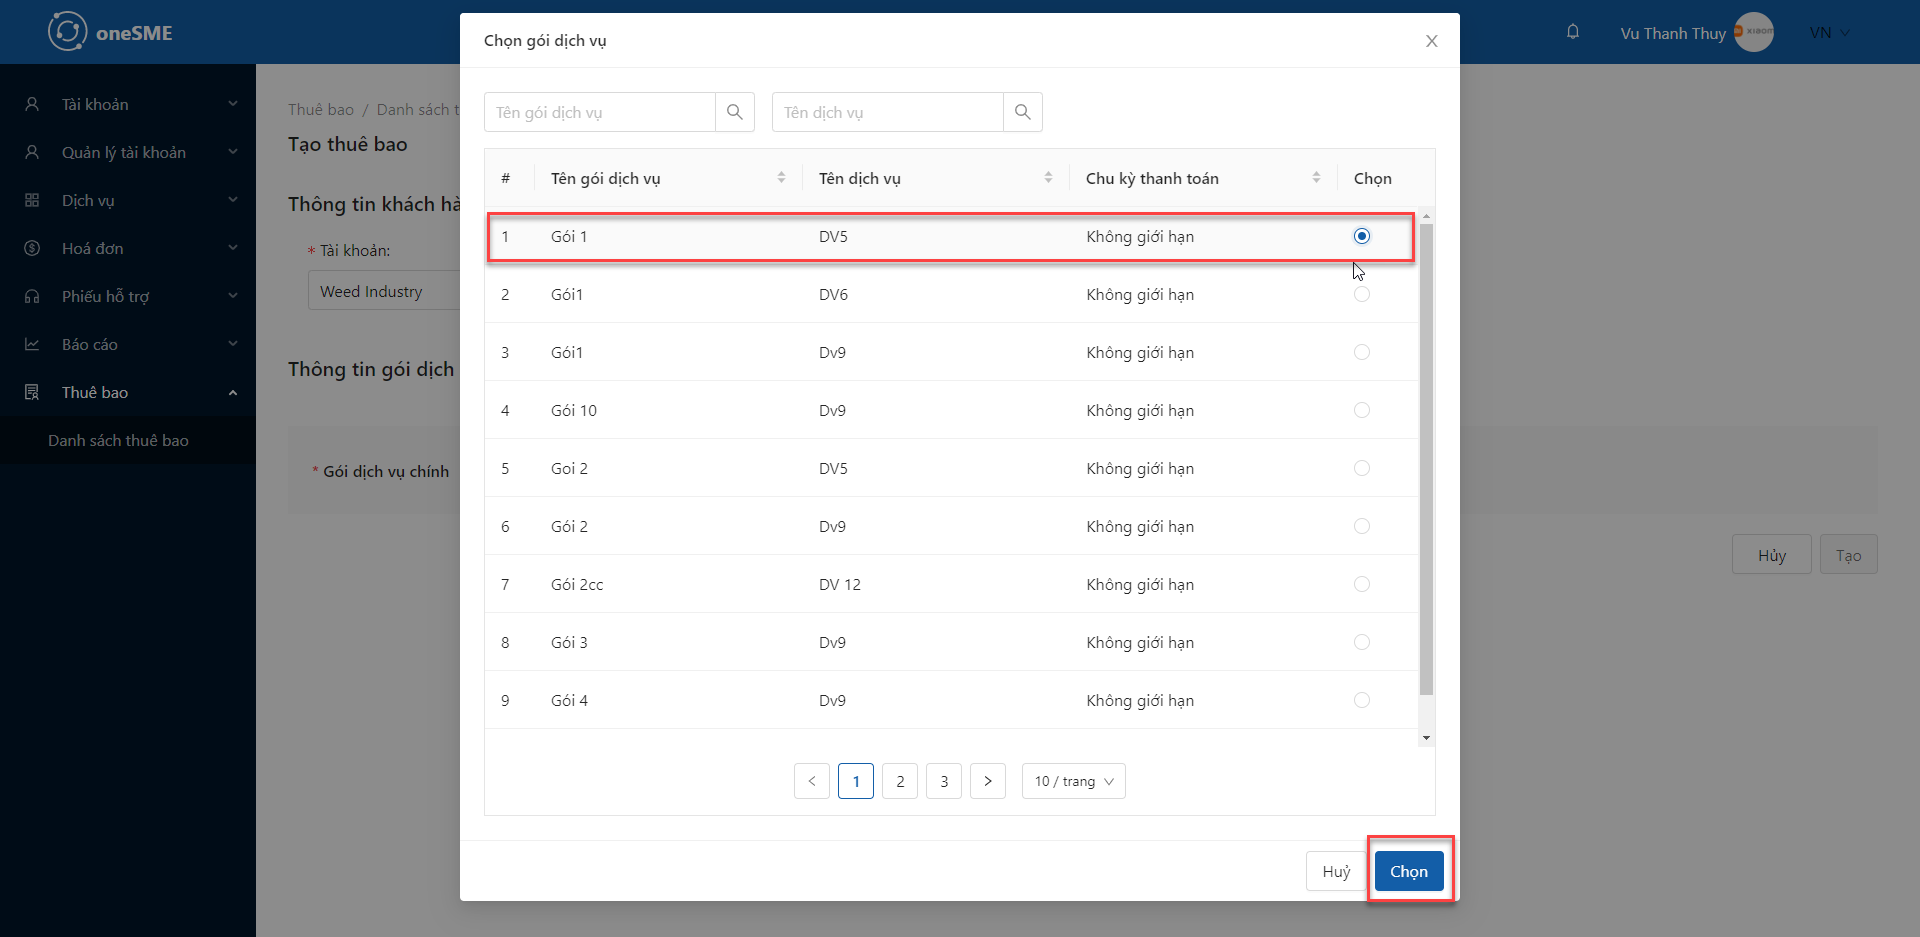 oneSME
Vu Thanh Thuy
VN
Tài khoản
Quản lý tài khoản
Dịch vụ
Hoá đơn
Phiếu hỗ trợ
Báo cáo
Thuê bao
Danh sách thuê bao
Thuê bao / Danh sách t
Tạo thuê bao
Thông tin khách hà
* Tài khoản:
Weed Industry
Thông tin gói dịch
* Gói dịch vụ chính
Hủy
Tạo
Chọn gói dịch vụ
Tên gói dịch vụ
Tên dịch vụ
# Tên gói dịch vụ Tên dịch vụ Chu kỳ thanh toán Chọn
1 Gói 1 DV5 Không giới hạn
2 Gói1 DV6 Không giới hạn
3 Gói1 Dv9 Không giới hạn
4 Gói 10 Dv9 Không giới hạn
5 Goi 2 DV5 Không giới hạn
6 Gói 2 Dv9 Không giới hạn
7 Gói 2cc DV 12 Không giới hạn
8 Gói 3 Dv9 Không giới hạn
9 Gói 4 Dv9 Không giới hạn
< 1 2 3 > 10 / trang
Huỷ
Chọn